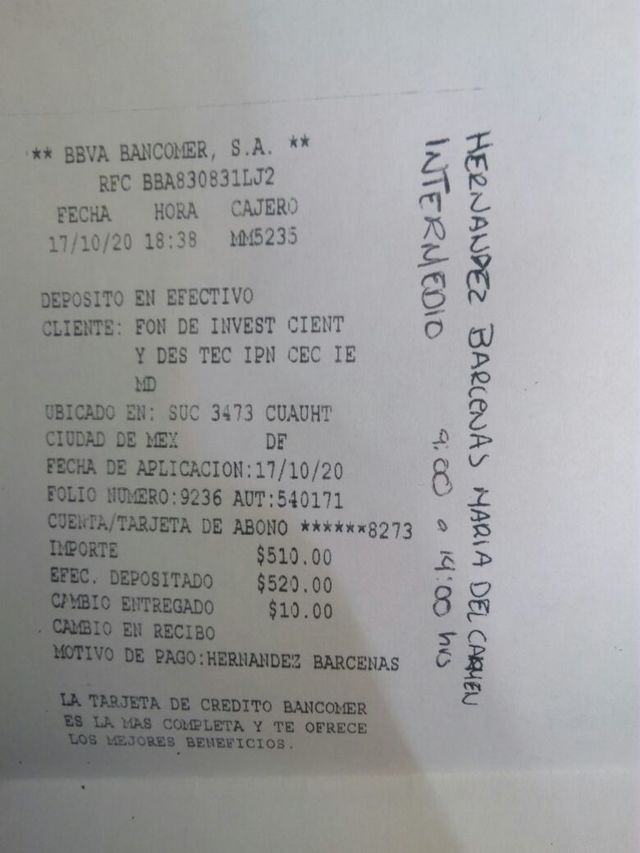 ** BBVA BANCOMER, S.A. **
RFC BBA830831LJ2
FECHA HORA CAJERO
17/10/20 18:38 MM5235
DEPOSITO EN EFECTIVO
CLIENTE: FON DE INVEST CIENT
Y DES TEC IPN CEC IE
MD
UBICADO EN: SUC 3473 CUAUHT
CIUDAD DE MEX DF
FECHA DE APLICACION:17/10/20
FOLIO NUMERO:9236 AUT:540171
CUENTA/TARJETA DE ABONO ******8273
IMPORTE $510.00
EFEC. DEPOSITADO $520.00
CAMBIO ENTREGADO $10.00
CAMBIO EN RECIBO
MOTIVO DE PAGO:HERNANDEZ BARCENAS
LA TARJETA DE CREDITO BANCOMER
ES LA MAS COMPLETA Y TE OFRECE
LOS MEJORES BENEFICIOS.
HERNANDEZ BARCENAS MARIA DEL CARMEN
INTERMEDIO 9:00 a 14:00 hrs